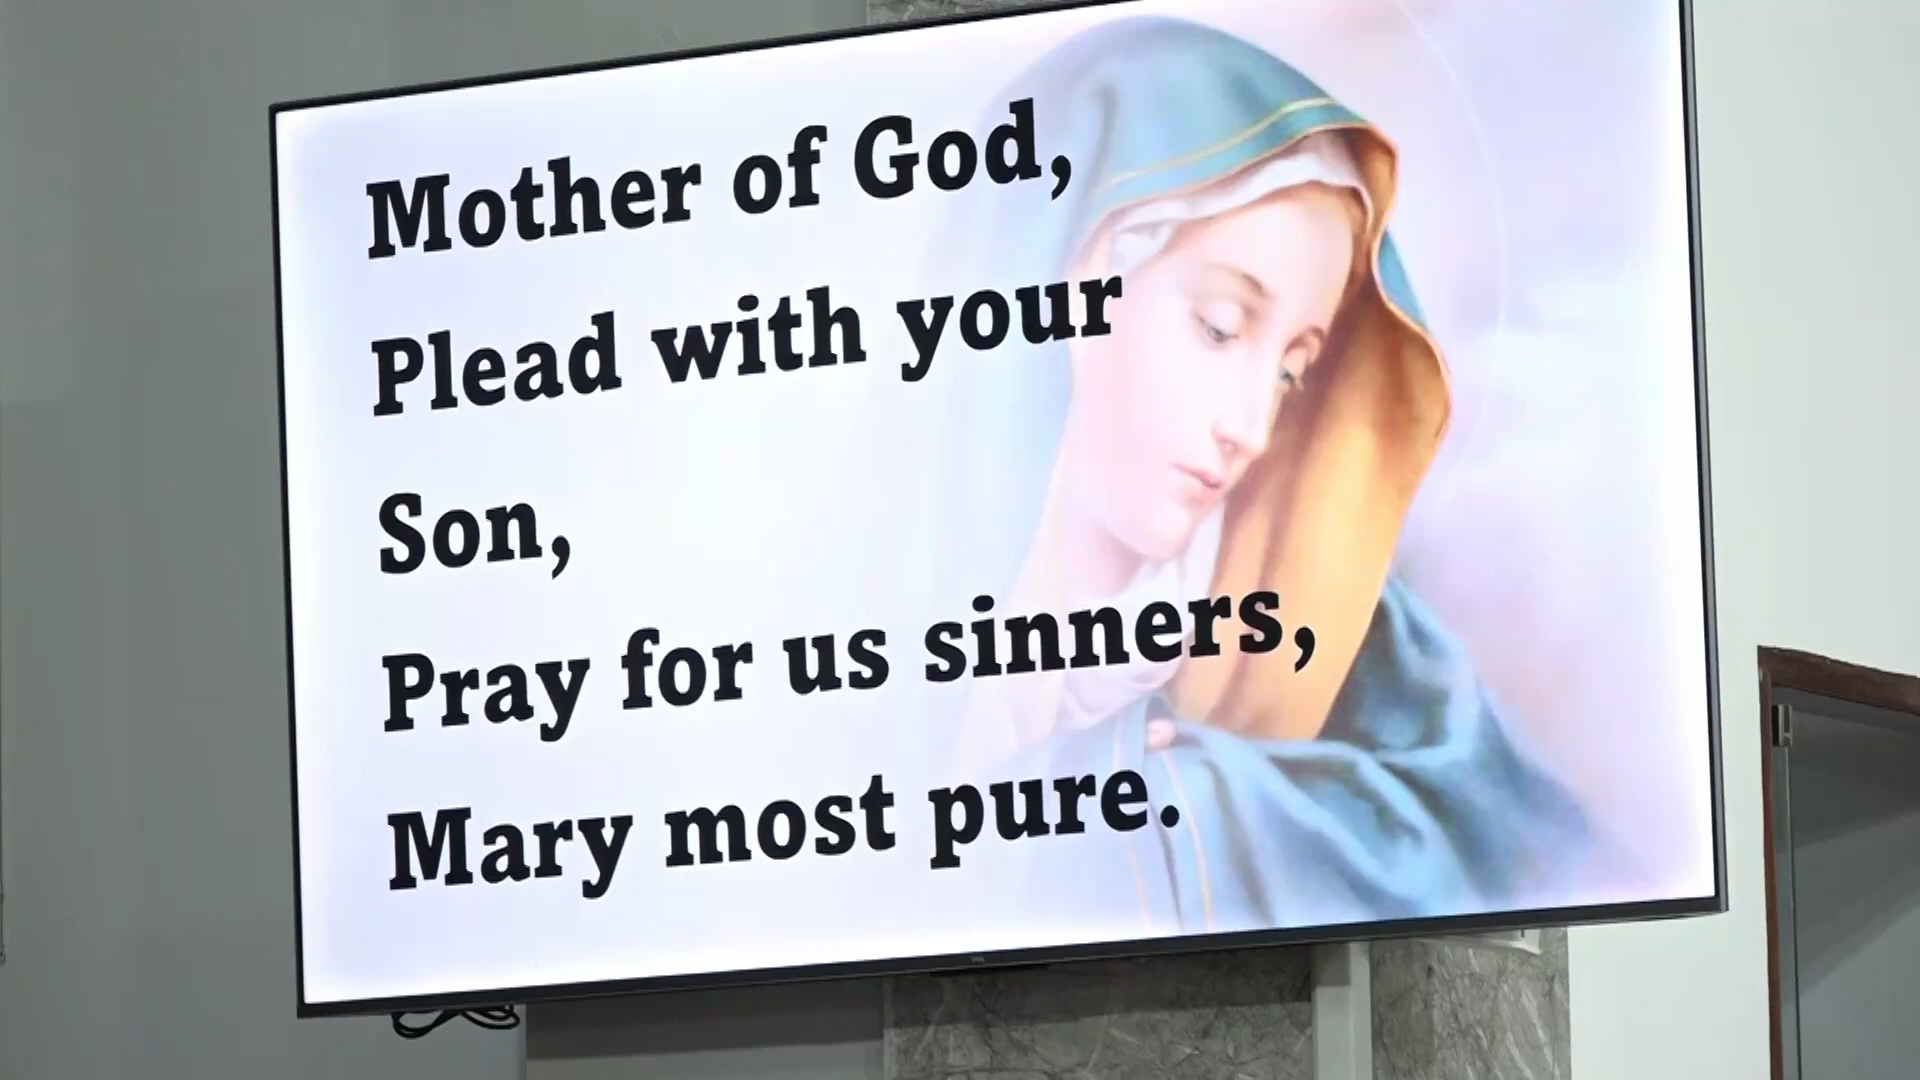 Mother of God,
Plead with your
Son,
Pray for us sinners,
Mary most pure.